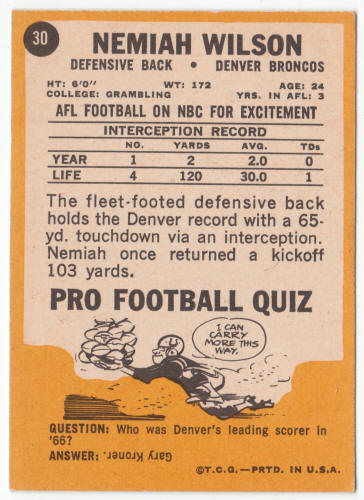 30
NEMIAH WILSON
DEFENSIVE BACK • DENVER BRONCOS
HT: 6'0" WT: 172 AGE: 24
COLLEGE: GRAMBLING YRS. IN AFL: 3
AFL FOOTBALL ON NBC FOR EXCITEMENT
INTERCEPTION RECORD
NO. YARDS AVG. TDs
YEAR 1 2 2.0 0
LIFE 4 120 30.0 1
The fleet-footed defensive back
holds the Denver record with a 65-
yd. touchdown via an interception.
Nemiah once returned a kickoff
103 yards.
PRO FOOTBALL QUIZ
I CAN
CARRY
MORE THIS
WAY.
QUESTION: Who was Denver's leading scorer in
'66?
ANSWER: Gary Kroner.
©T.C.G.—PRTD. IN U.S.A.